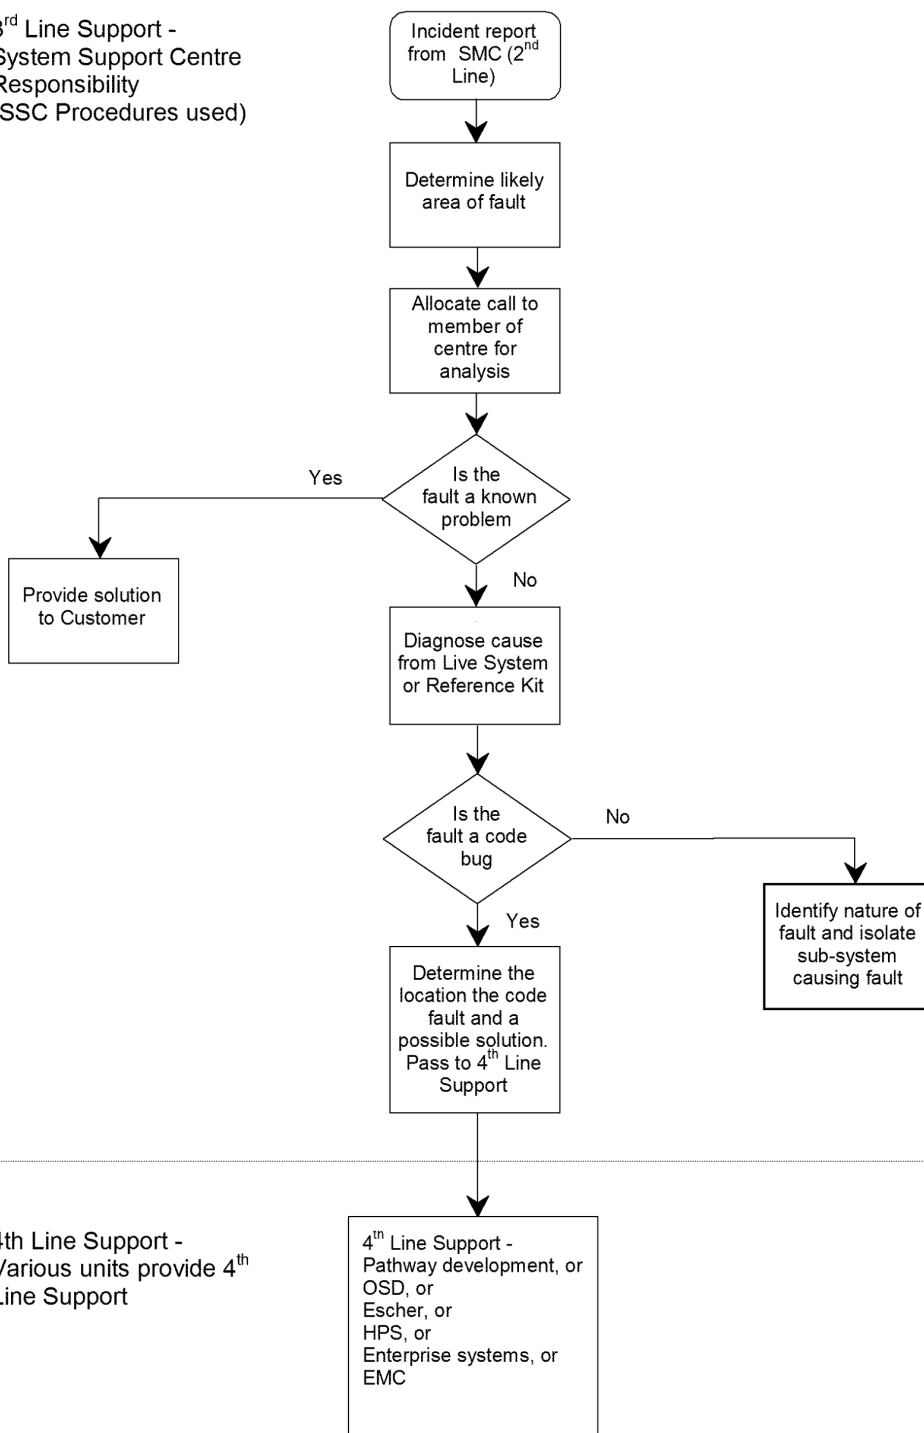 3rd Line Support -
System Support Centre
Responsibility
(SSC Procedures used)
Incident report
from SMC (2nd
Line)
Determine likely
area of fault
Allocate call to
member of
centre for
analysis
Is the
fault a known
problem
Yes
Provide solution
to Customer
No
Diagnose cause
from Live System
or Reference Kit
Is the
fault a code
bug
No
Identify nature of
fault and isolate
sub-system
causing fault
Yes
Determine the
location the code
fault and a
possible solution.
Pass to 4th Line
Support
4th Line Support -
Various units provide 4th
Line Support
4th Line Support -
Pathway development, or
OSD, or
Escher, or
HPS, or
Enterprise systems, or
EMC